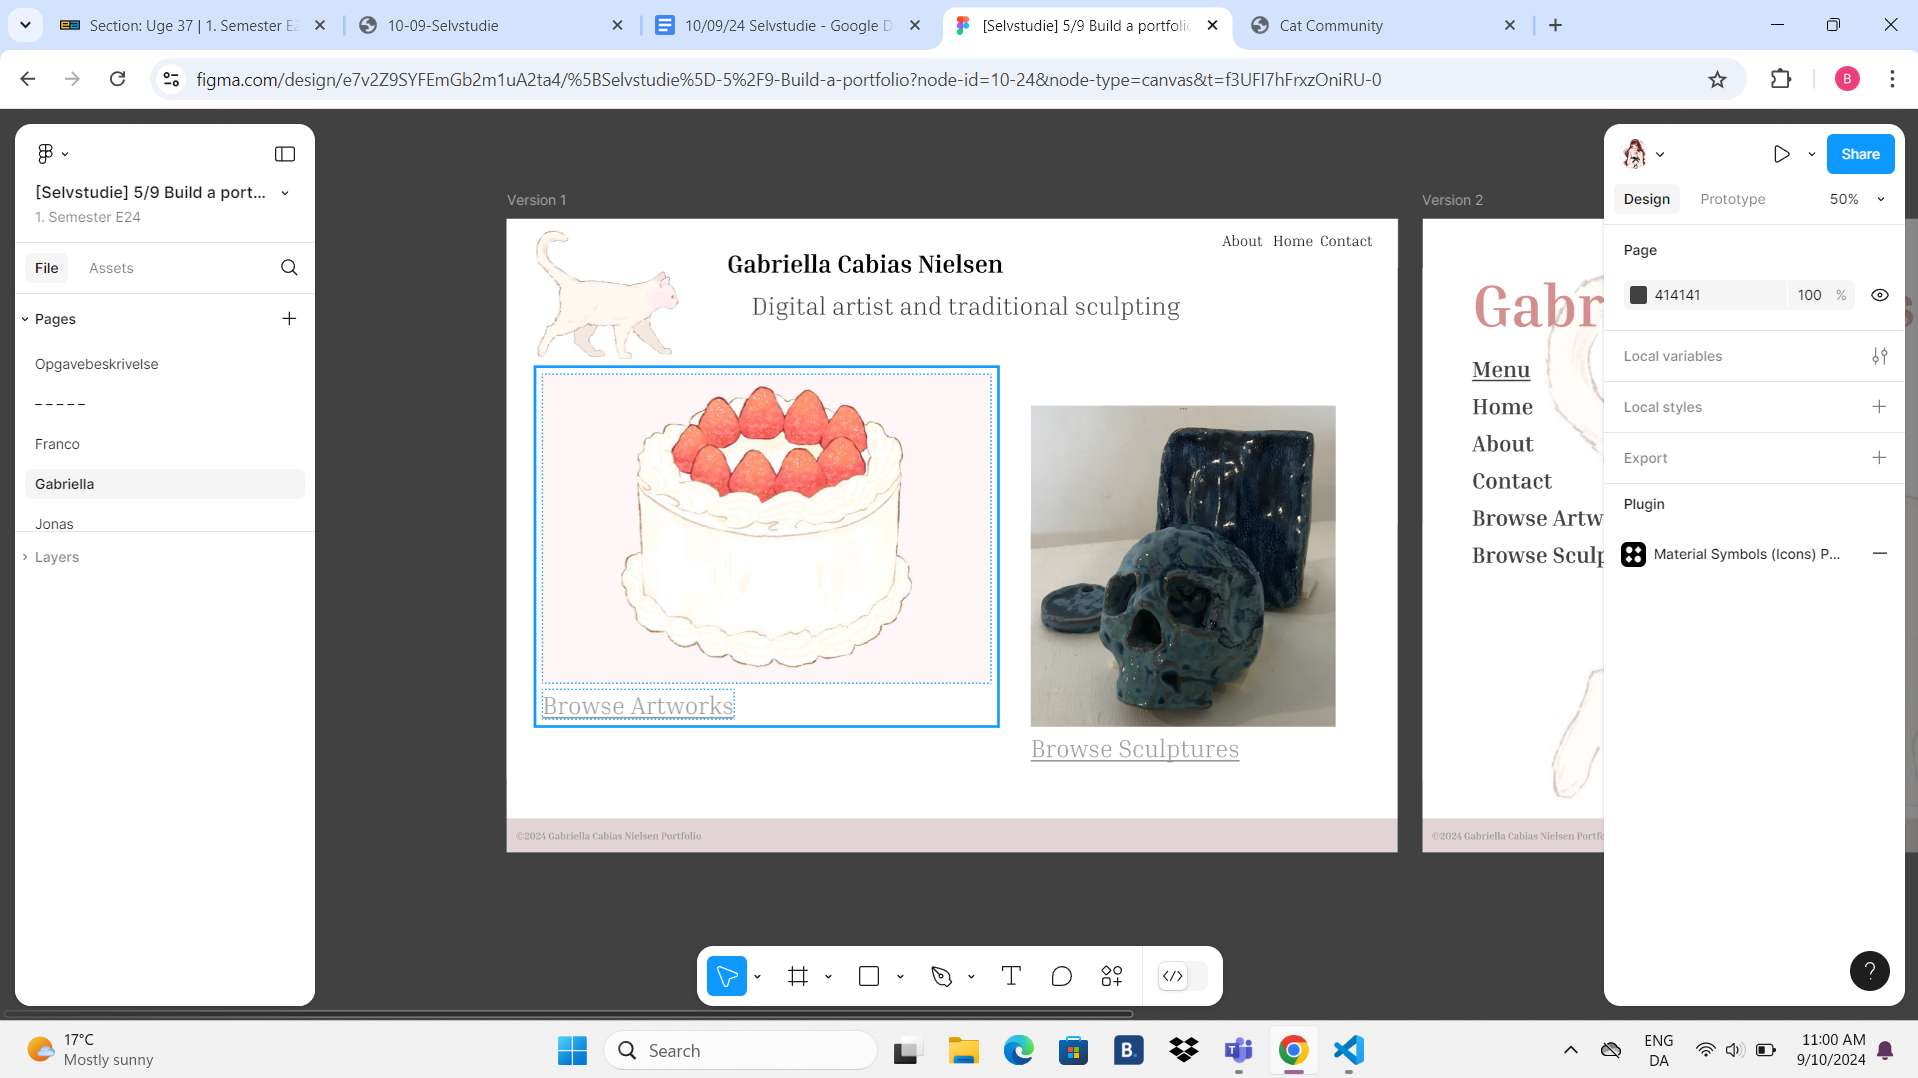 Section: Uge 37 | 1. Semester E2
10-09-Selvstudie
10/09/24 Selvstudie - Google D
[Selvstudie] 5/9 Build a portfolio
Cat Community
figma.com/design/e7v2Z9SYFEmGb2m1uA2ta4/%5BSelvstudie%5D-5%2F9-Build-a-portfolio?node-id=10-24&node-type=canvas&t=f3UFI7hFrxzOniRU-0
B
[Selvstudie] 5/9 Build a port...
1. Semester E24
File
Assets
Pages
Opgavebeskrivelse
_ _ _ _ _
Franco
Gabriella
Jonas
Layers
Version 1
About Home Contact
Gabriella Cabias Nielsen
Digital artist and traditional sculpting
Browse Artworks
Browse Sculptures
©2024 Gabriella Cabias Nielsen Portfolio
Version 2
Gabr
Menu
Home
About
Contact
Browse Artw
Browse Sculp
©2024 Gabriella Cabias Nielsen Portfo
Share
Design
Prototype
50%
Page
414141
100
%
Local variables
Local styles
Export
Plugin
Material Symbols (Icons) P...
?
17°C
Mostly sunny
Search
B.
ENG
DA
11:00 AM
9/10/2024